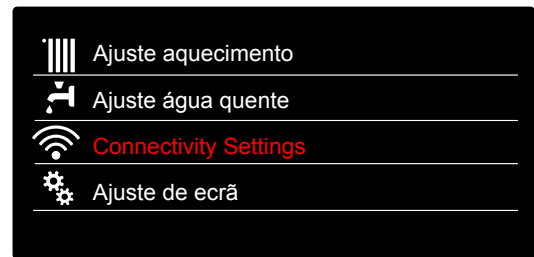 Ajuste aquecimento
Ajuste água quente
Connectivity Settings
Ajuste de ecrã